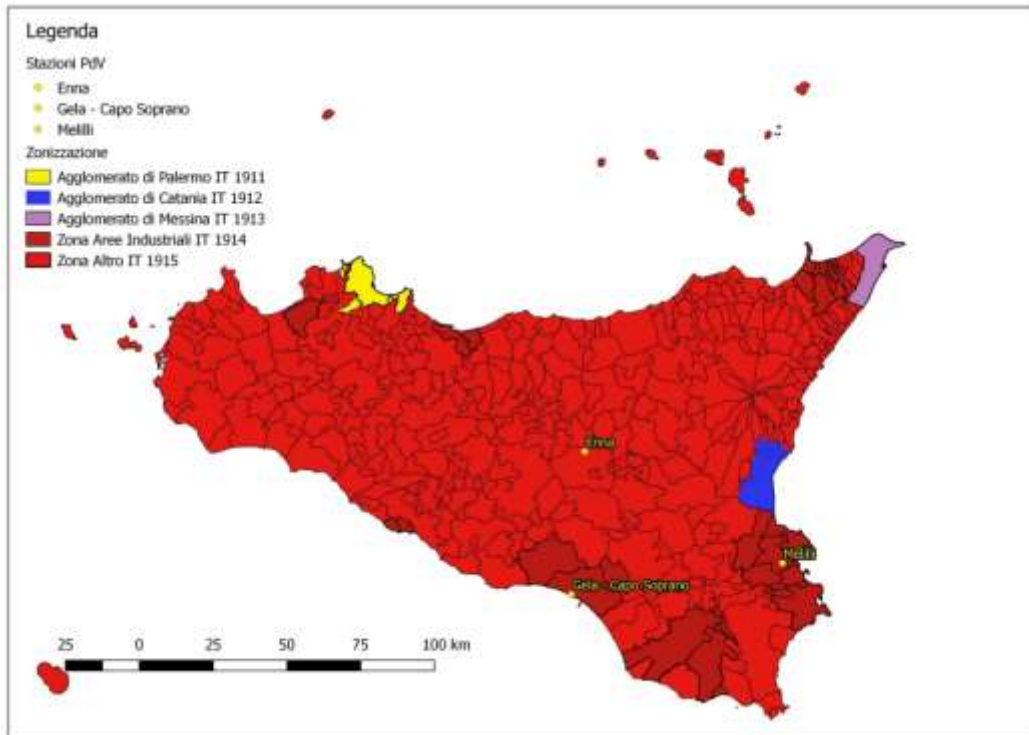 Legenda
Stazioni PdV
Enna
Gela - Capo Soprano
Melilli
Zonizzazione
Agglomerato di Palermo IT 1911
Agglomerato di Catania IT 1912
Agglomerato di Messina IT 1913
Zona Aree Industriali IT 1914
Zona Altro IT 1915
Enna
Melilli
Gela - Capo Soprano
25 0 25 50 75 100 km